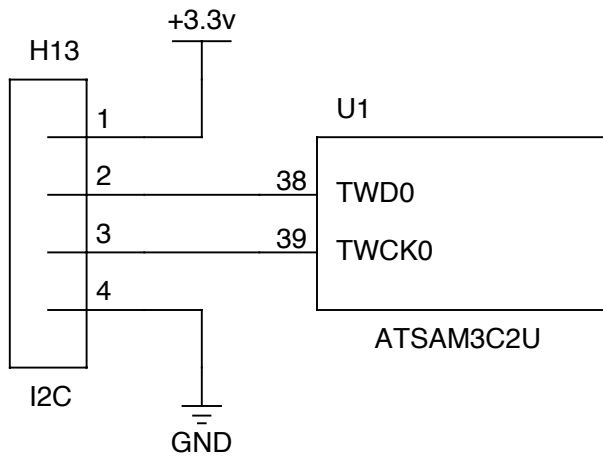 +3.3v
H13
1
U1
2
38
TWD0
3
39
TWCK0
4
ATSAM3C2U
I2C
GND